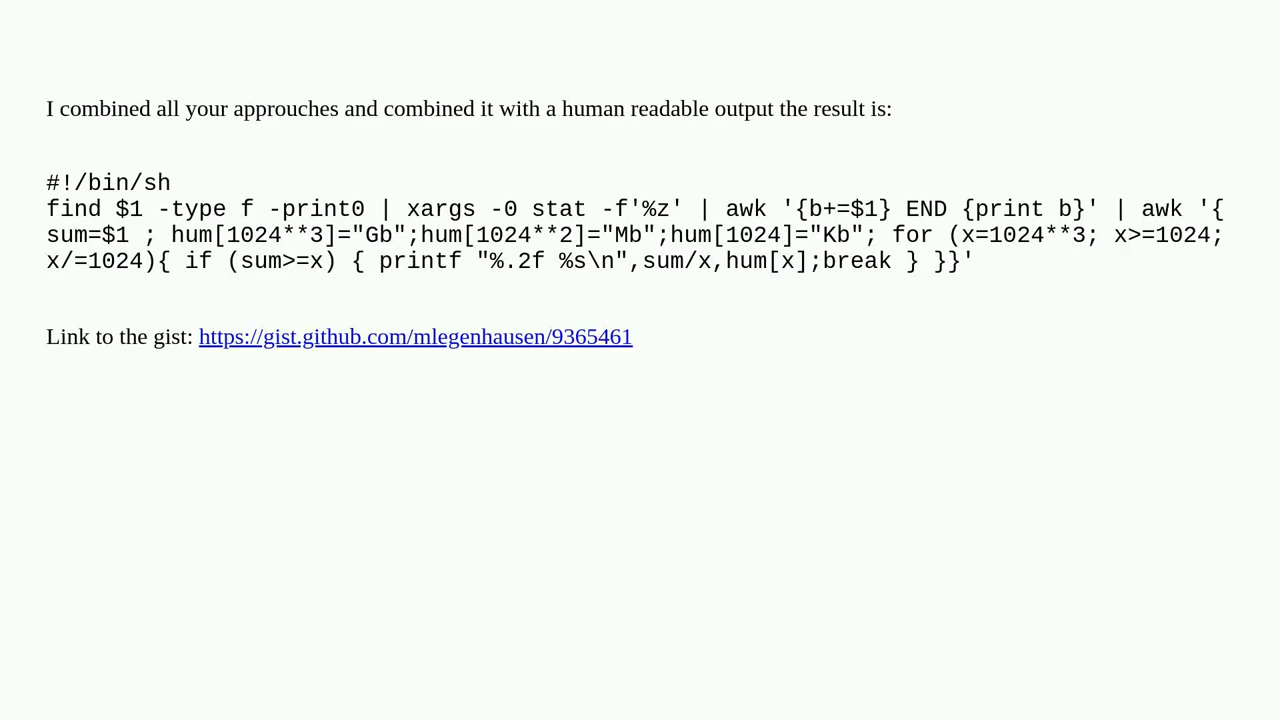 I combined all your approuches and combined it with a human readable output the result is:
#!/bin/sh
find $1 -type f -print0 | xargs -0 stat -f'%z' | awk '{b+=$1} END {print b}' | awk '{
sum=$1 ; hum[1024**3]="Gb";hum[1024**2]="Mb";hum[1024]="Kb"; for (x=1024**3; x>=1024;
x/=1024){ if (sum>=x) { printf "%.2f %s\n",sum/x,hum[x];break } }}'
Link to the gist: https://gist.github.com/mlegenhausen/9365461